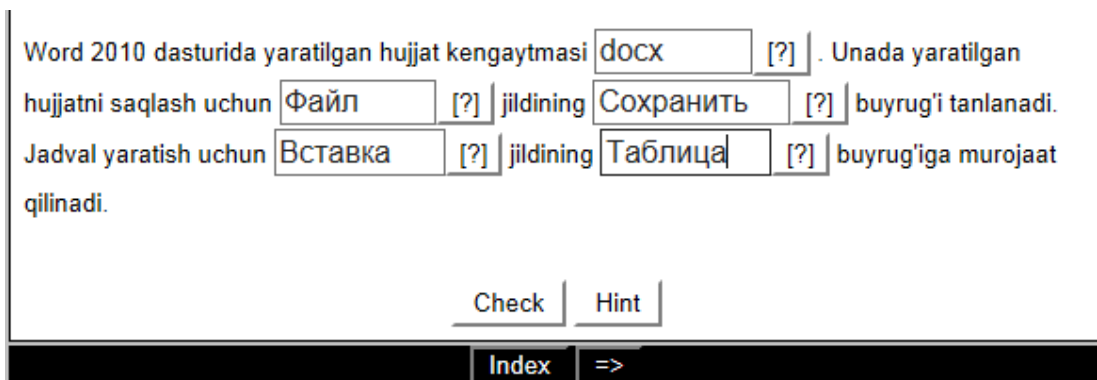 Word 2010 dasturida yaratilgan hujjat kengaytmasi docx [?] . Unada yaratilgan
hujjatni saqlash uchun Файл [?] jildining Сохранить [?] buyrug'i tanlanadi.
Jadval yaratish uchun Вставка [?] jildining Таблица [?] buyrug'iga murojaat
qilinadi.
Check Hint
Index =>